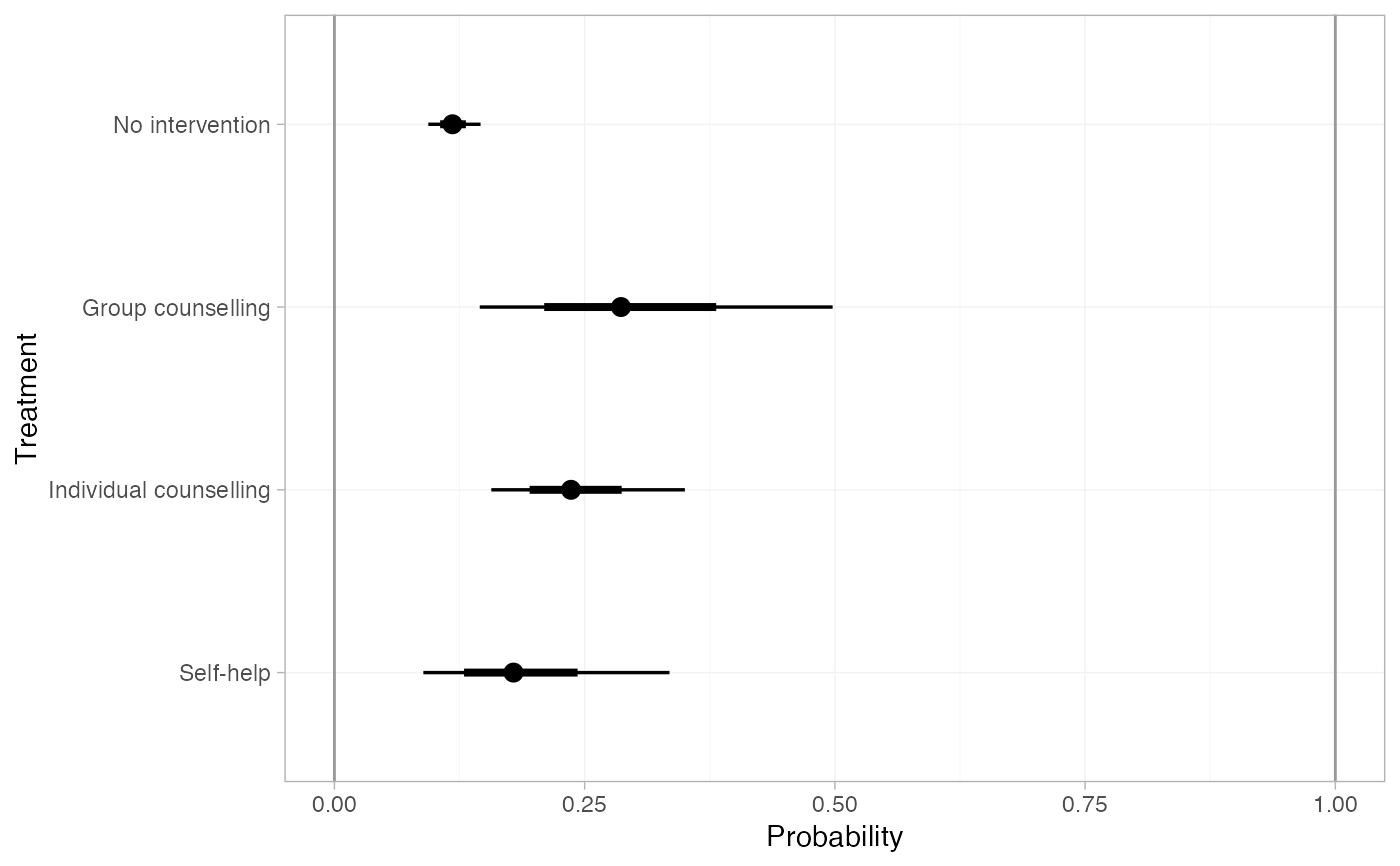 Treatment
No intervention
Group counselling
Individual counselling
Self-help
0.00 0.25 0.50 0.75 1.00
Probability